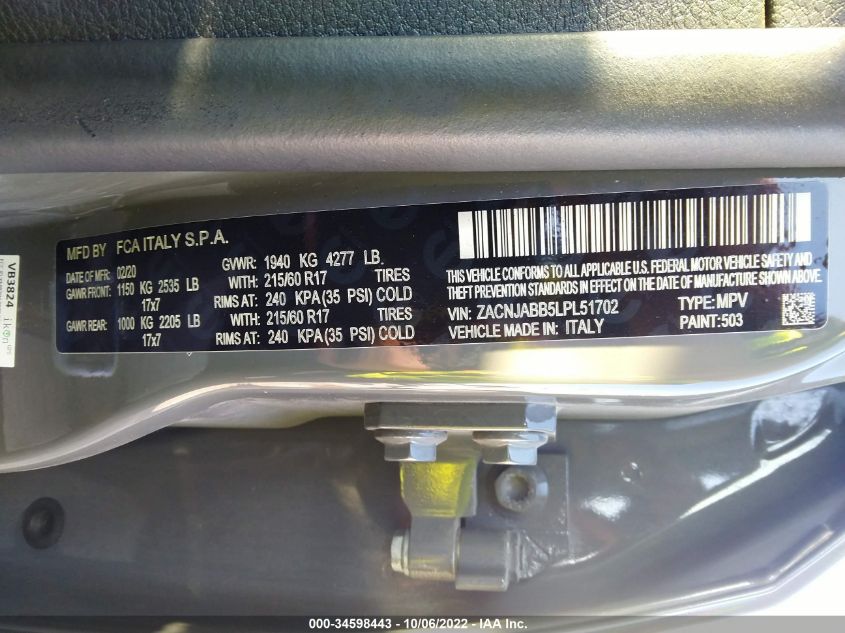 MFD BY FCA ITALY S.P.A.
DATE OF MFR: 02/20 GVWR: 1940 KG 4277 LB.
GAWR FRONT: 1150 KG 2535 LB WITH: 215/60 R17 TIRES
17x7 RIMS AT: 240 KPA(35 PSI) COLD
GAWR REAR: 1000 KG 2205 LB WITH: 215/60 R17 TIRES
17x7 RIMS AT: 240 KPA(35 PSI) COLD
THIS VEHICLE CONFORMS TO ALL APPLICABLE U.S. FEDERAL MOTOR VEHICLE SAFETY, BUMPER, AND
THEFT PREVENTION STANDARDS IN EFFECT ON THE DATE OF MANUFACTURE SHOWN ABOVE.
VIN: ZACNJABB5LPL51702 TYPE: MPV
VEHICLE MADE IN: ITALY PAINT: 503
VB3824
ikon
GPS
000-34598443 - 10/06/2022 - IAA Inc.